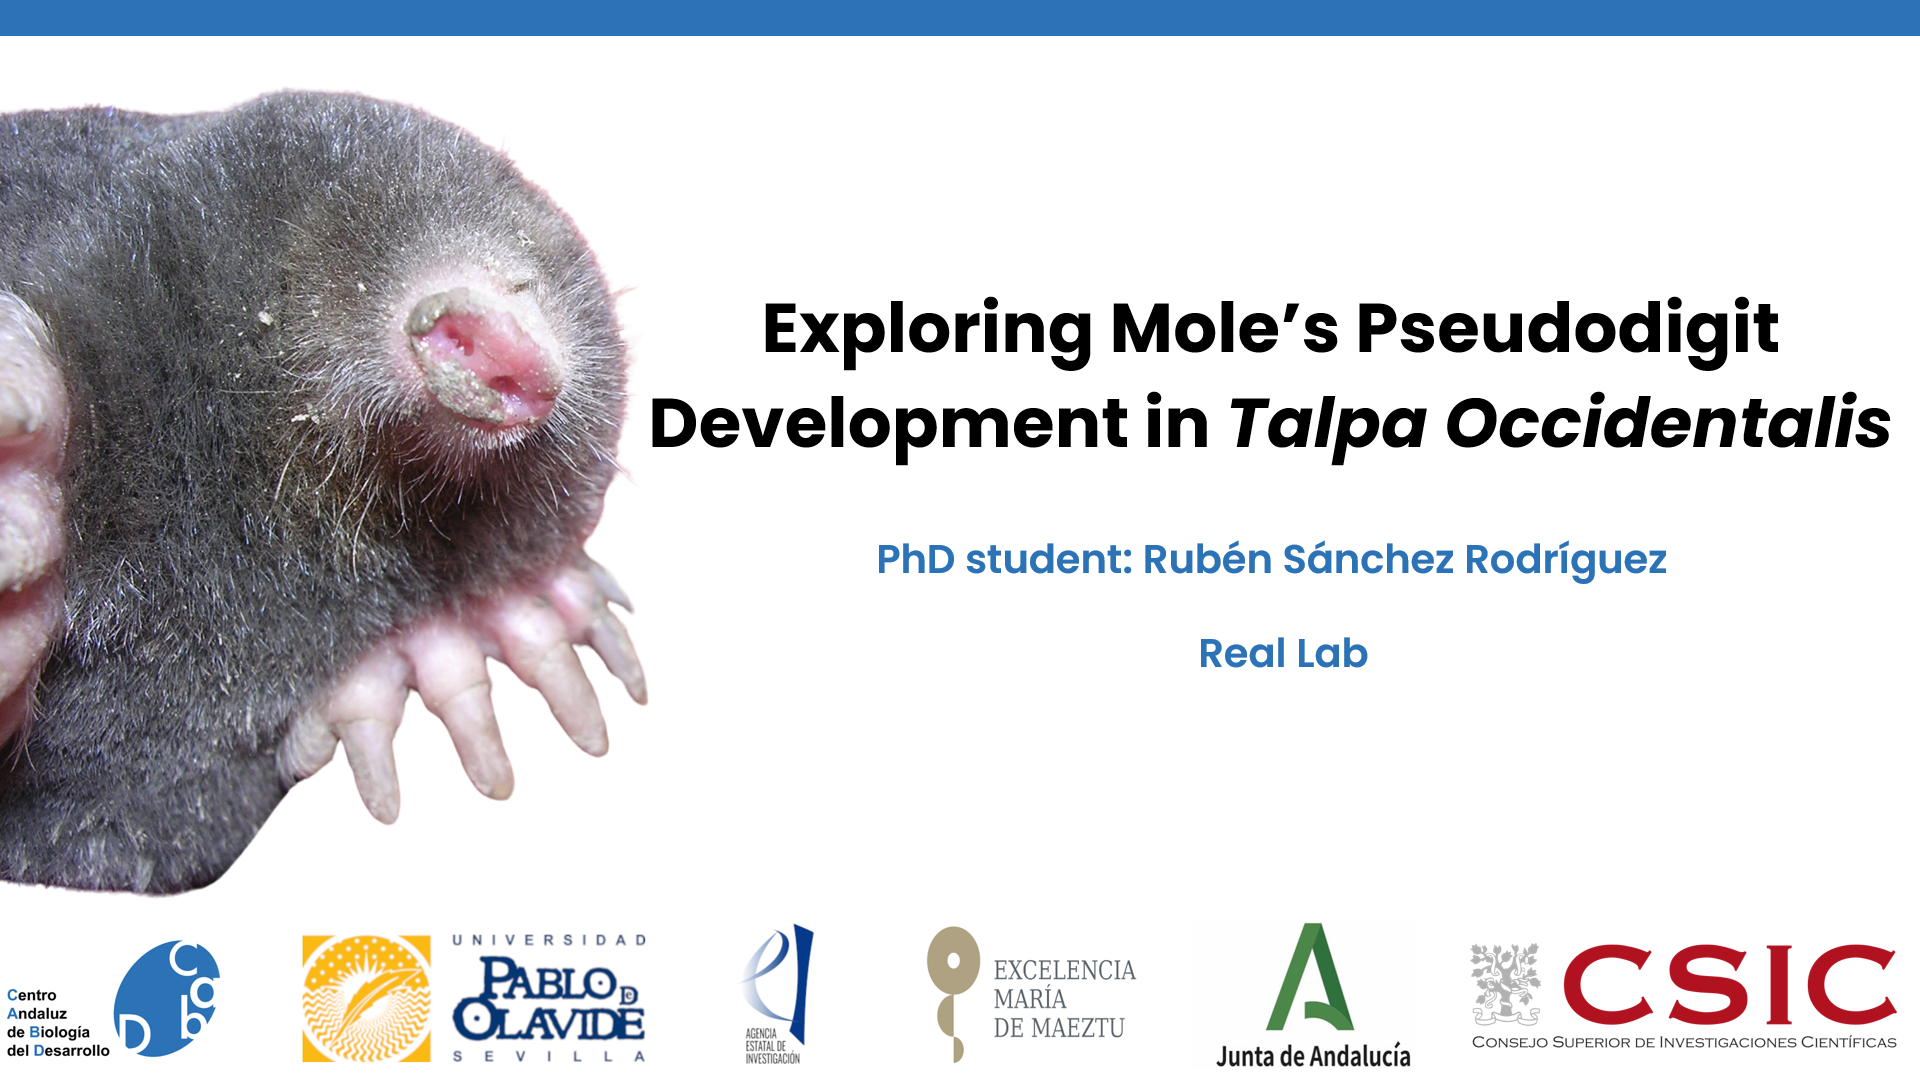 Exploring Mole’s Pseudodigit
Development in Talpa Occidentalis
PhD student: Rubén Sánchez Rodríguez
Real Lab
Centro
Andaluz
de Biología
del Desarrollo
CabD
UNIVERSIDAD
PABLO DE
OLAVIDE
SEVILLA
AGENCIA
ESTATAL DE
INVESTIGACIÓN
EXCELENCIA
MARÍA
DE MAEZTU
Junta de Andalucía
CSIC
CONSEJO SUPERIOR DE INVESTIGACIONES CIENTÍFICAS